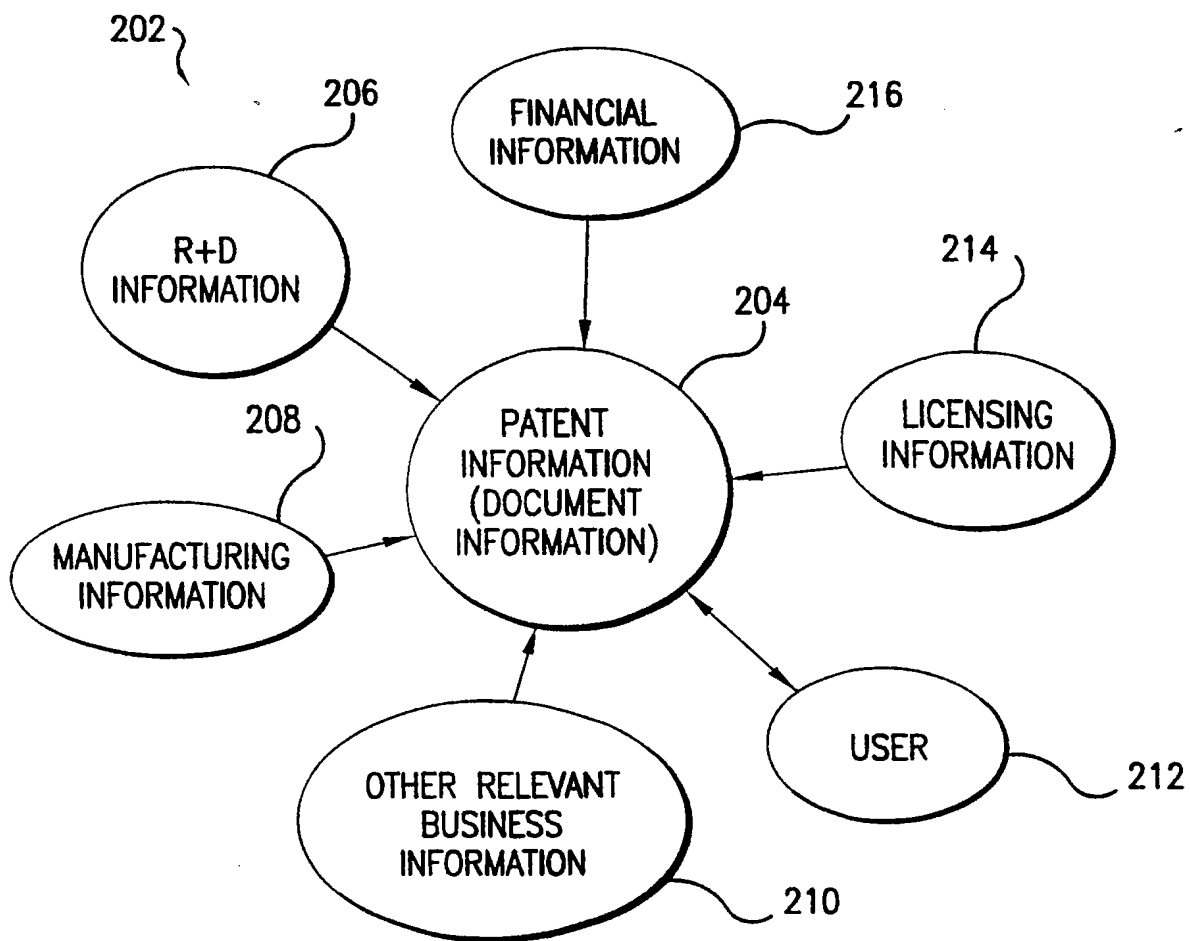 202
206
FINANCIAL
INFORMATION
216
R+D
INFORMATION
214
204
LICENSING
INFORMATION
PATENT
INFORMATION
(DOCUMENT
INFORMATION)
208
MANUFACTURING
INFORMATION
USER
212
OTHER RELEVANT
BUSINESS
INFORMATION
210